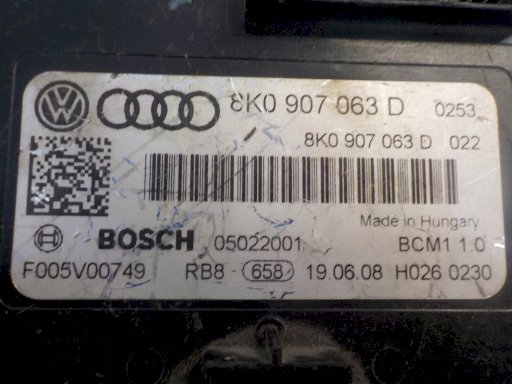 8K0 907 063 D 0253
8K0 907 063 D 022
Made in Hungary
BOSCH 05022001 BCM1 1.0
F005V00749 RB8- 658 19.06.08 H026 0230